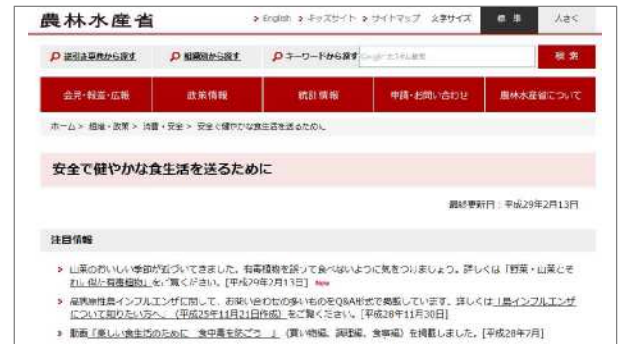 農林水産省
English キッズサイト サイトマップ 文字サイズ 標準 大きく
逆引き事典から探す 組織別から探す キーワードから探す 検索
会見・報道・広報 政策情報 統計情報 申請・お問い合わせ 農林水産省について
ホーム > 組織・政策 > 消費・安全 > 安全で健やかな食生活を送るために
安全で健やかな食生活を送るために
最終更新日:平成29年2月13日
注目情報
山菜のおいしい季節が近づいてきました。有毒植物を誤って食べないように気をつけましょう。詳しくは「野菜・山菜とそ
れに似た有毒植物」をご覧ください。[平成29年2月13日] New
高病原性鳥インフルエンザに関して、お問い合わせの多いものをQ&A形式で掲載しています。詳しくは「鳥インフルエンザ
について知りたい方へ」(平成25年11月21日作成)をご覧ください。[平成28年11月30日]
動画「楽しい食生活のために 食中毒を防ごう 」(買い物編、調理編、食事編)を掲載しました。[平成28年7月]